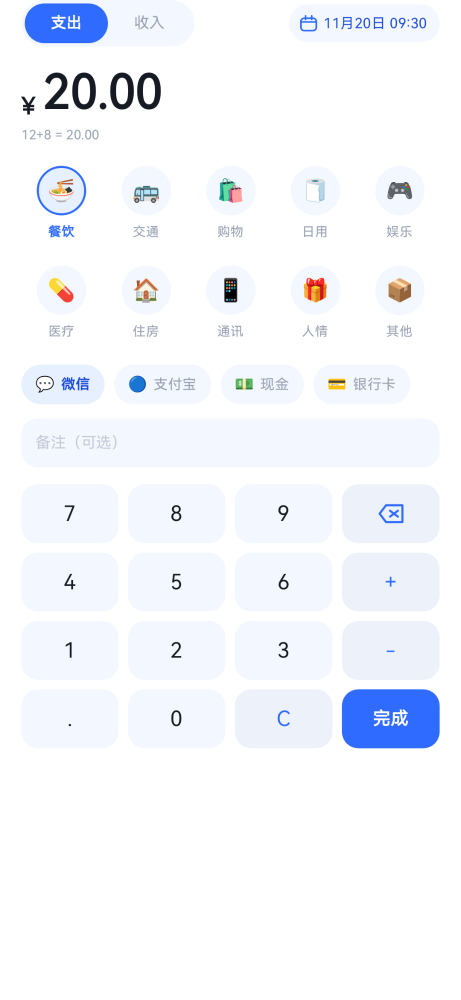 支出 收入 11月20日 09:30
¥ 20.00
12+8 = 20.00
餐饮 交通 购物 日用 娱乐
医疗 住房 通讯 人情 其他
微信 支付宝 现金 银行卡
备注（可选）
7 8 9
4 5 6 +
1 2 3 −
. 0 C 完成